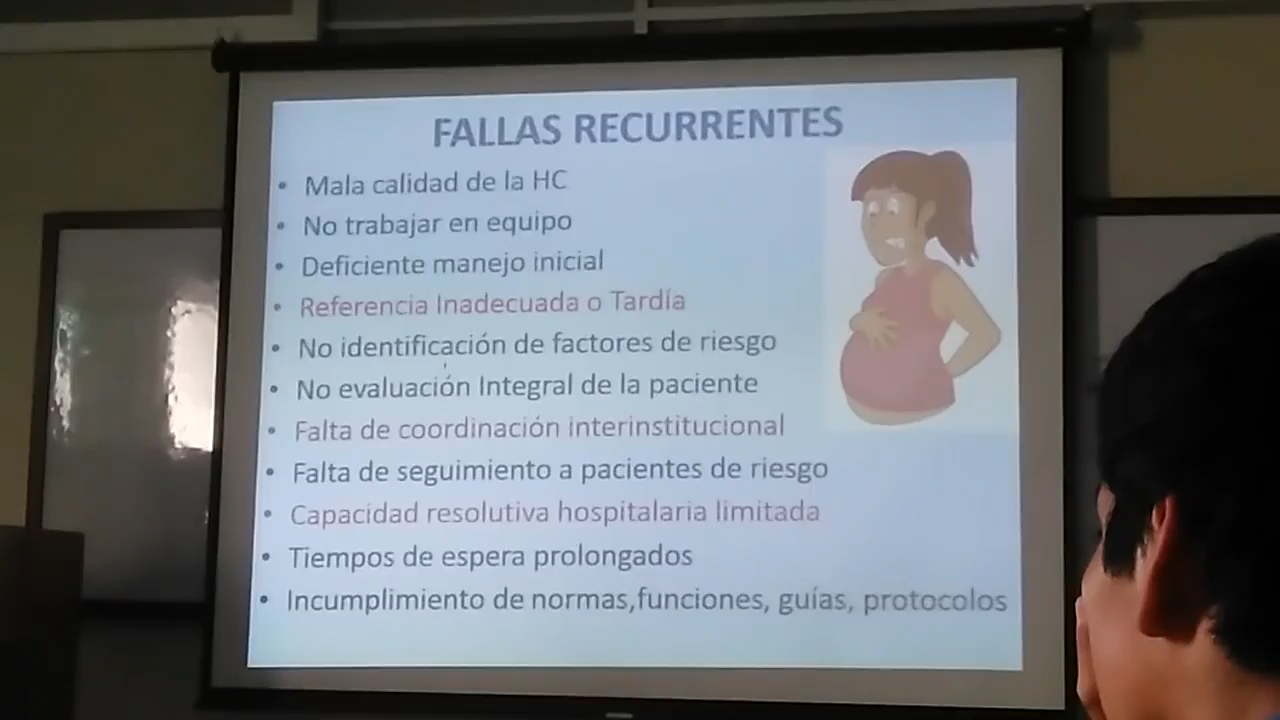 FALLAS RECURRENTES
• Mala calidad de la HC
• No trabajar en equipo
• Deficiente manejo inicial
• Referencia Inadecuada o Tardía
• No identificación de factores de riesgo
• No evaluación Integral de la paciente
• Falta de coordinación interinstitucional
• Falta de seguimiento a pacientes de riesgo
• Capacidad resolutiva hospitalaria limitada
• Tiempos de espera prolongados
• Incumplimiento de normas,funciones, guías, protocolos